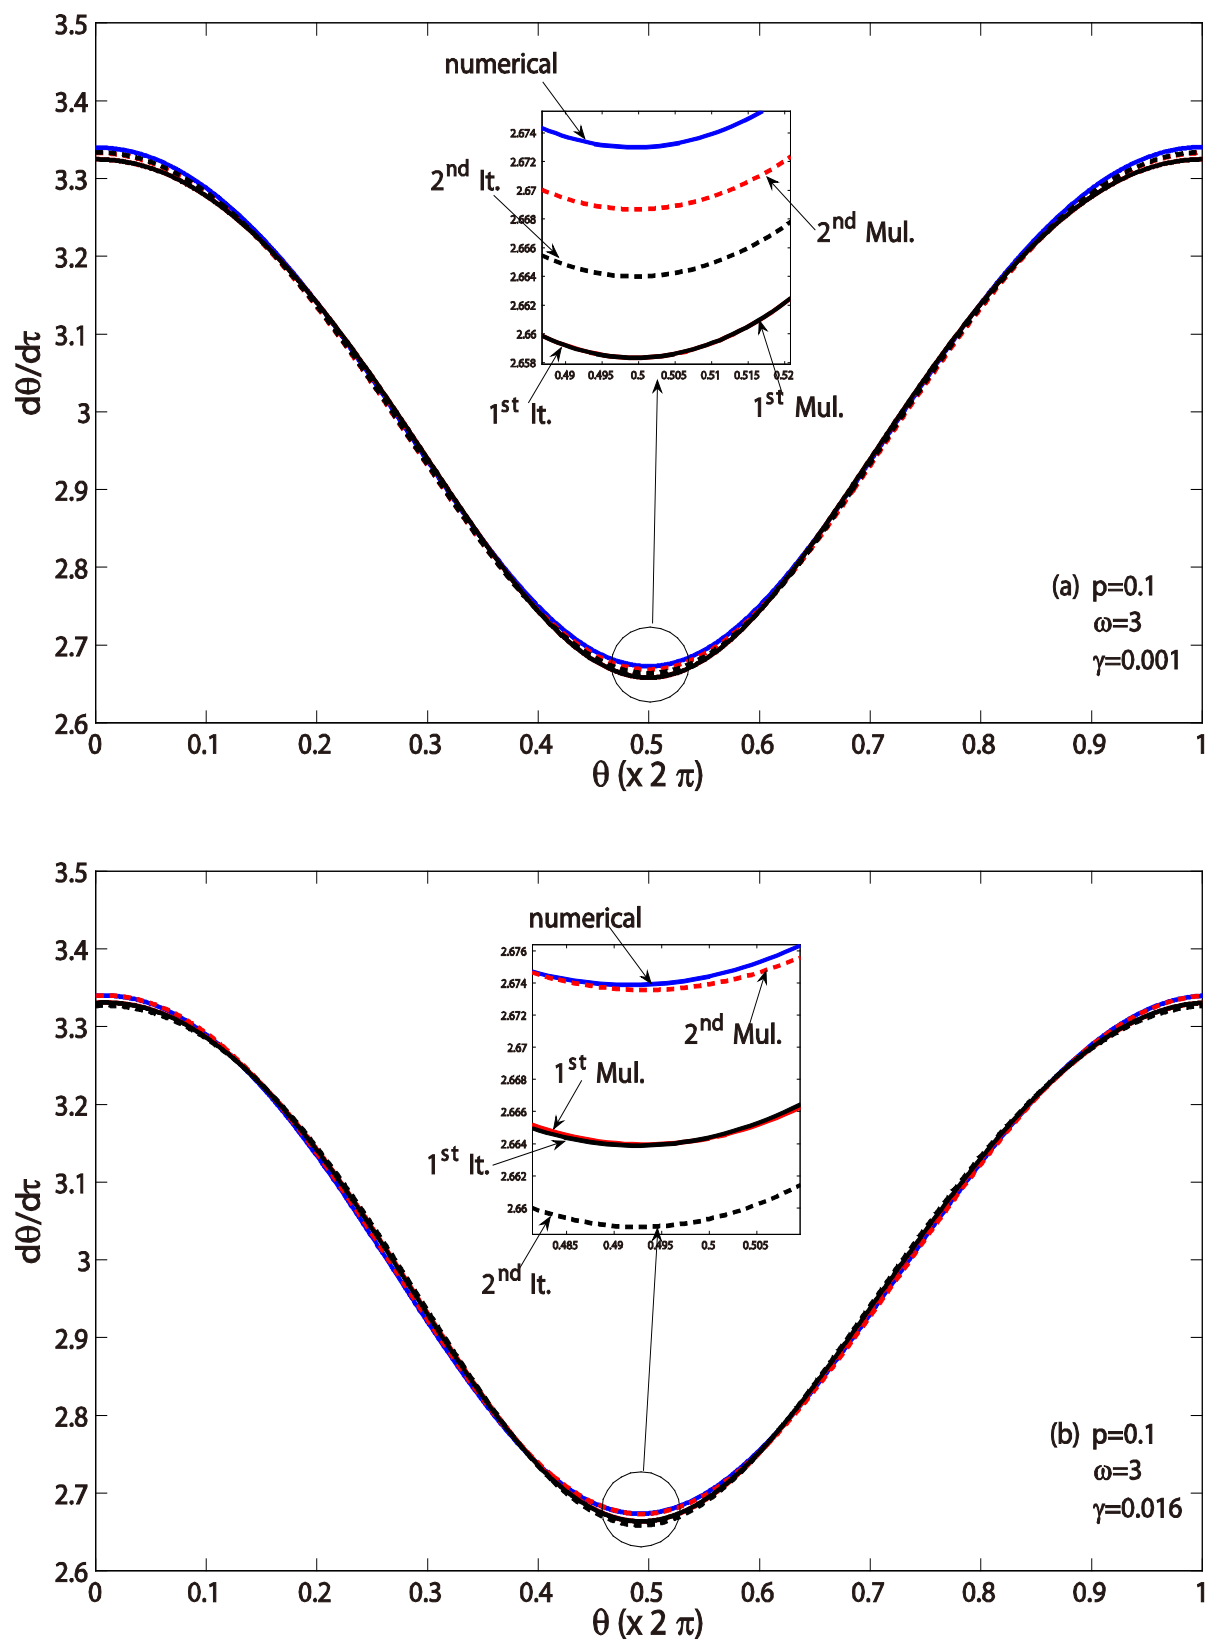 3.5
3.4
3.3
3.2
3.1
3
2.9
2.8
2.7
2.6
dθ/dτ
numerical
2nd It.
2nd Mul.
1st It.
1st Mul.
2.674
2.672
2.67
2.668
2.666
2.664
2.662
2.66
2.658
0.49 0.495 0.5 0.505 0.51 0.515 0.52
(a) p=0.1
ω=3
γ=0.001
0 0.1 0.2 0.3 0.4 0.5 0.6 0.7 0.8 0.9 1
θ (x 2 π)
3.5
3.4
3.3
3.2
3.1
3
2.9
2.8
2.7
2.6
dθ/dτ
numerical
2nd Mul.
1st Mul.
1st It.
2nd It.
2.676
2.674
2.672
2.67
2.668
2.666
2.664
2.662
2.66
0.485 0.49 0.495 0.5 0.505
(b) p=0.1
ω=3
γ=0.016
0 0.1 0.2 0.3 0.4 0.5 0.6 0.7 0.8 0.9 1
θ (x 2 π)